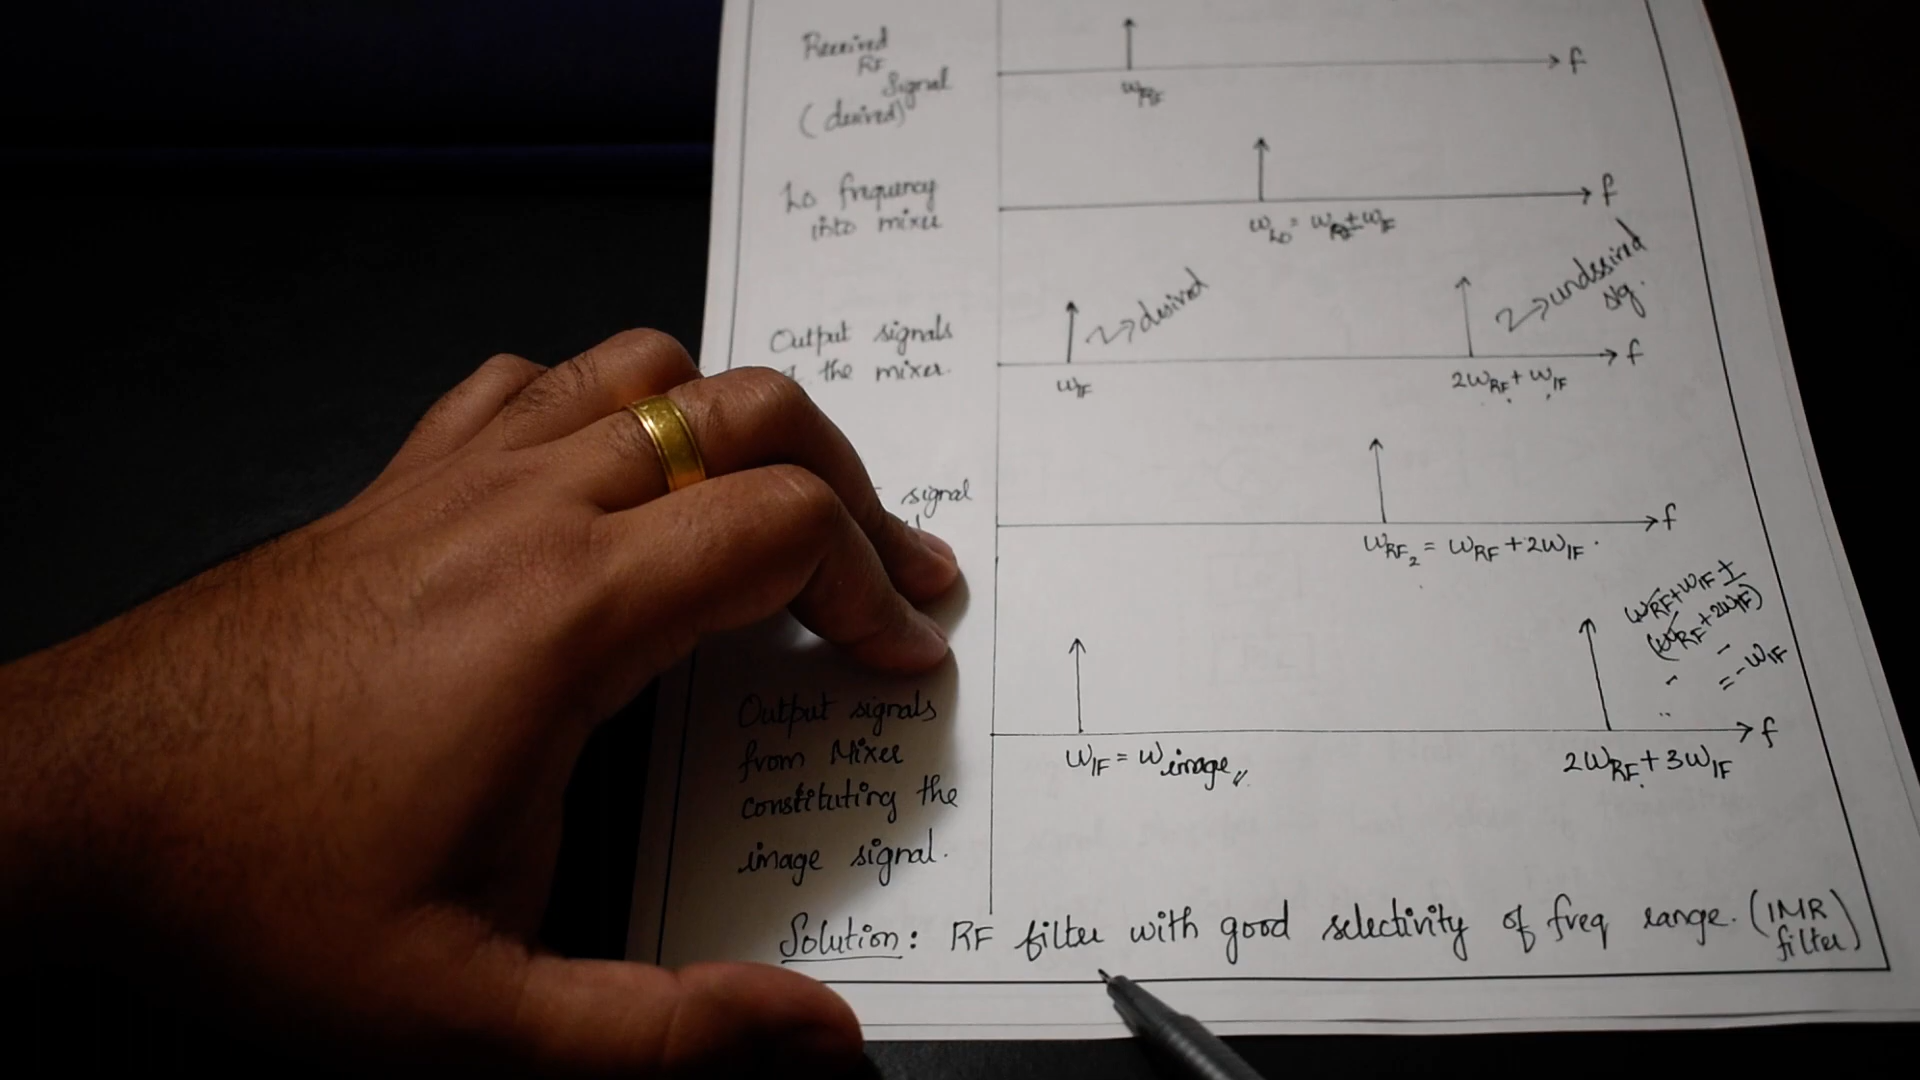 Received
RF
Signal
(desired)
f
ωRF
Lo frequency
into mixer
f
ωLo = ωRF ± ωIF
Output signals
the mixer.
desired
undesired
sig.
f
ωIF
2ωRF + ωIF
signal
f
ωRF₂ = ωRF + 2ωIF
ωRF + ωIF ±
(ωRF + 2ωIF)
= -ωIF
Output signals
from Mixer
constituting the
image signal.
f
ωIF = ωimage
2ωRF + 3ωIF
Solution: RF filter with good selectivity of freq range. (IMR
filter)